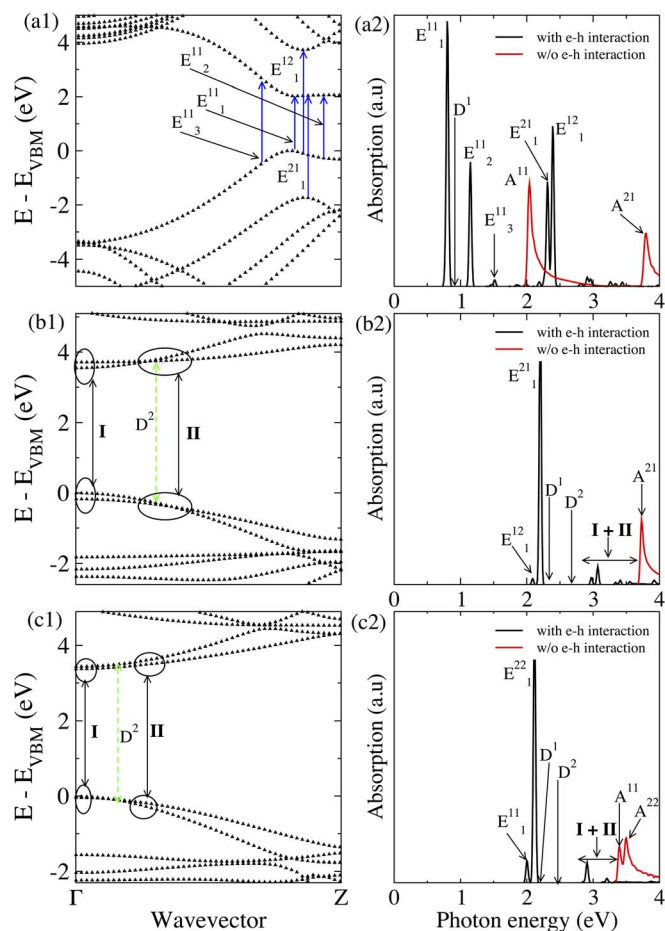 (a1)
E - E_VBM (eV)
4
2
0
-2
-4
E^11_2
E^11_1
E^11_3
E^12_1
E^21_1
(a2)
Absorption (a.u)
E^11_1
D^1
E^11_2
E^11_3
A^11
E^21_1
E^12_1
A^21
with e-h interaction
w/o e-h interaction
0 1 2 3 4
(b1)
E - E_VBM (eV)
4
2
0
-2
I
D^2
II
(b2)
Absorption (a.u)
with e-h interaction
w/o e-h interaction
E^21_1
E^12_1
D^1
D^2
I + II
A^21
0 1 2 3 4
(c1)
E - E_VBM (eV)
4
2
0
-2
I
D^2
II
Γ Z
Wavevector
(c2)
Absorption (a.u)
with e-h interaction
w/o e-h interaction
E^22_1
E^11_1
D^1
D^2
I + II
A^11
A^22
0 1 2 3 4
Photon energy (eV)